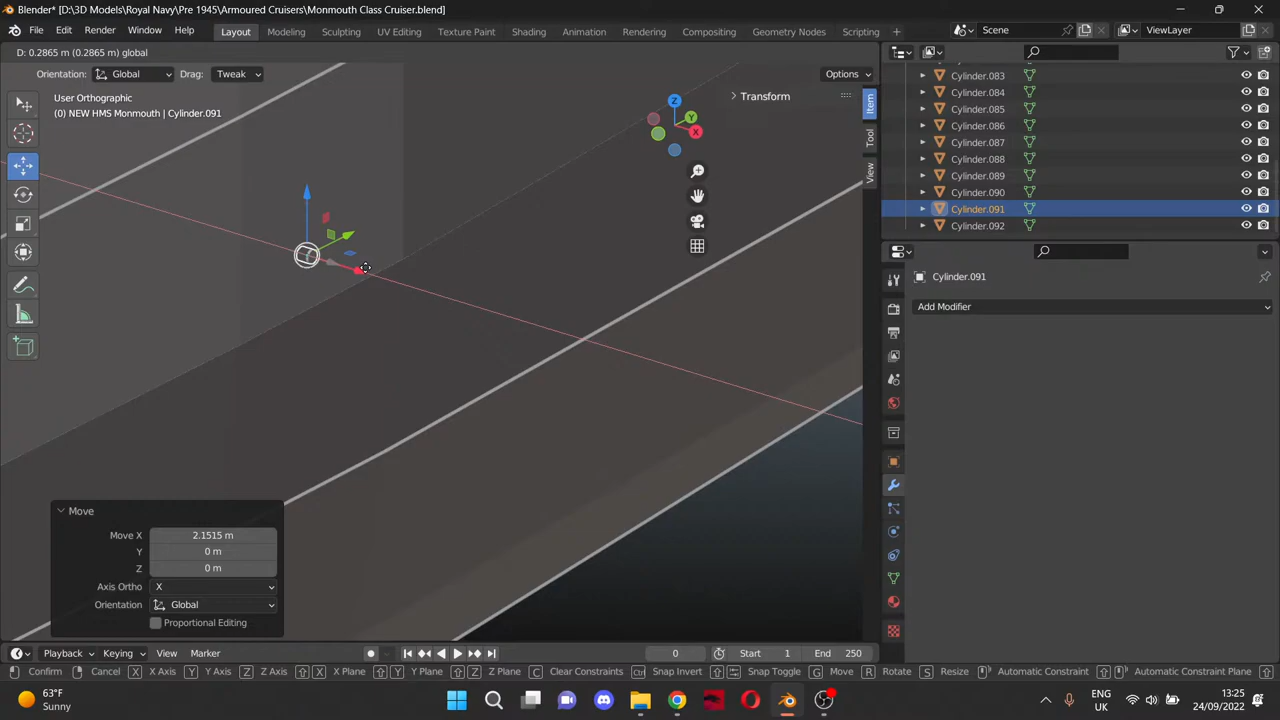 Blender* [D:\3D Models\Royal Navy\Pre 1945\Armoured Cruisers\Monmouth Class Cruiser.blend]
File Edit Render Window Help Layout Modeling Sculpting UV Editing Texture Paint Shading Animation Rendering Compositing Geometry Nodes Scripting Scene ViewLayer
D: 0.2865 m (0.2865 m) global
Orientation: Global Drag: Tweak Options
User Orthographic
(0) NEW HMS Monmouth | Cylinder.091
Transform
Z
Y
X
Item
Tool
View
Cylinder.083
Cylinder.084
Cylinder.085
Cylinder.086
Cylinder.087
Cylinder.088
Cylinder.089
Cylinder.090
Cylinder.091
Cylinder.092
Cylinder.091
Add Modifier
Move
Move X 2.1515 m
Y 0 m
Z 0 m
Axis Ortho X
Orientation Global
Proportional Editing
Playback Keying View Marker 0 Start 1 End 250
Confirm Cancel X X Axis Y Y Axis Z Z Axis X X Plane Y Y Plane Z Z Plane C Clear Constraints Ctrl Snap Invert Snap Toggle G Move R Rotate S Resize Automatic Constraint Automatic Constraint Plane
63°F
Sunny
ENG
UK
13:25
24/09/2022